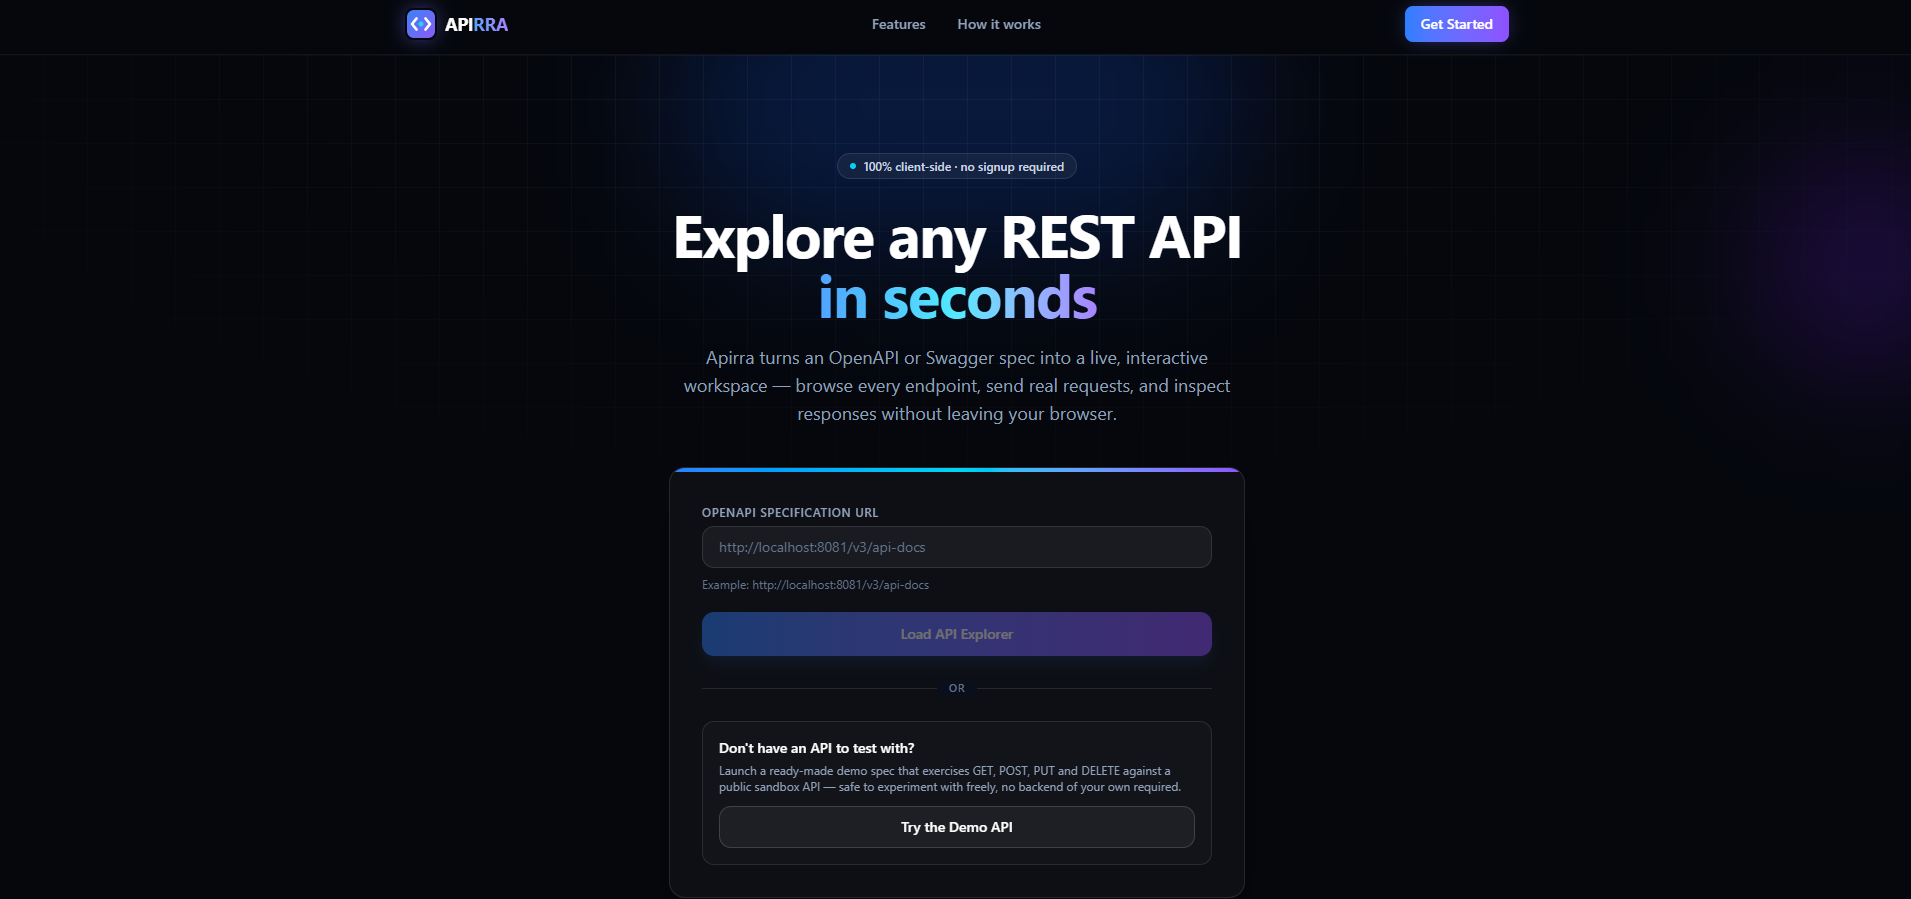 APIRRA
Features
How it works
Get Started
100% client-side · no signup required
Explore any REST API
in seconds
Apirra turns an OpenAPI or Swagger spec into a live, interactive
workspace — browse every endpoint, send real requests, and inspect
responses without leaving your browser.
OPENAPI SPECIFICATION URL
http://localhost:8081/v3/api-docs
Example: http://localhost:8081/v3/api-docs
Load API Explorer
OR
Don't have an API to test with?
Launch a ready-made demo spec that exercises GET, POST, PUT and DELETE against a
public sandbox API — safe to experiment with freely, no backend of your own required.
Try the Demo API